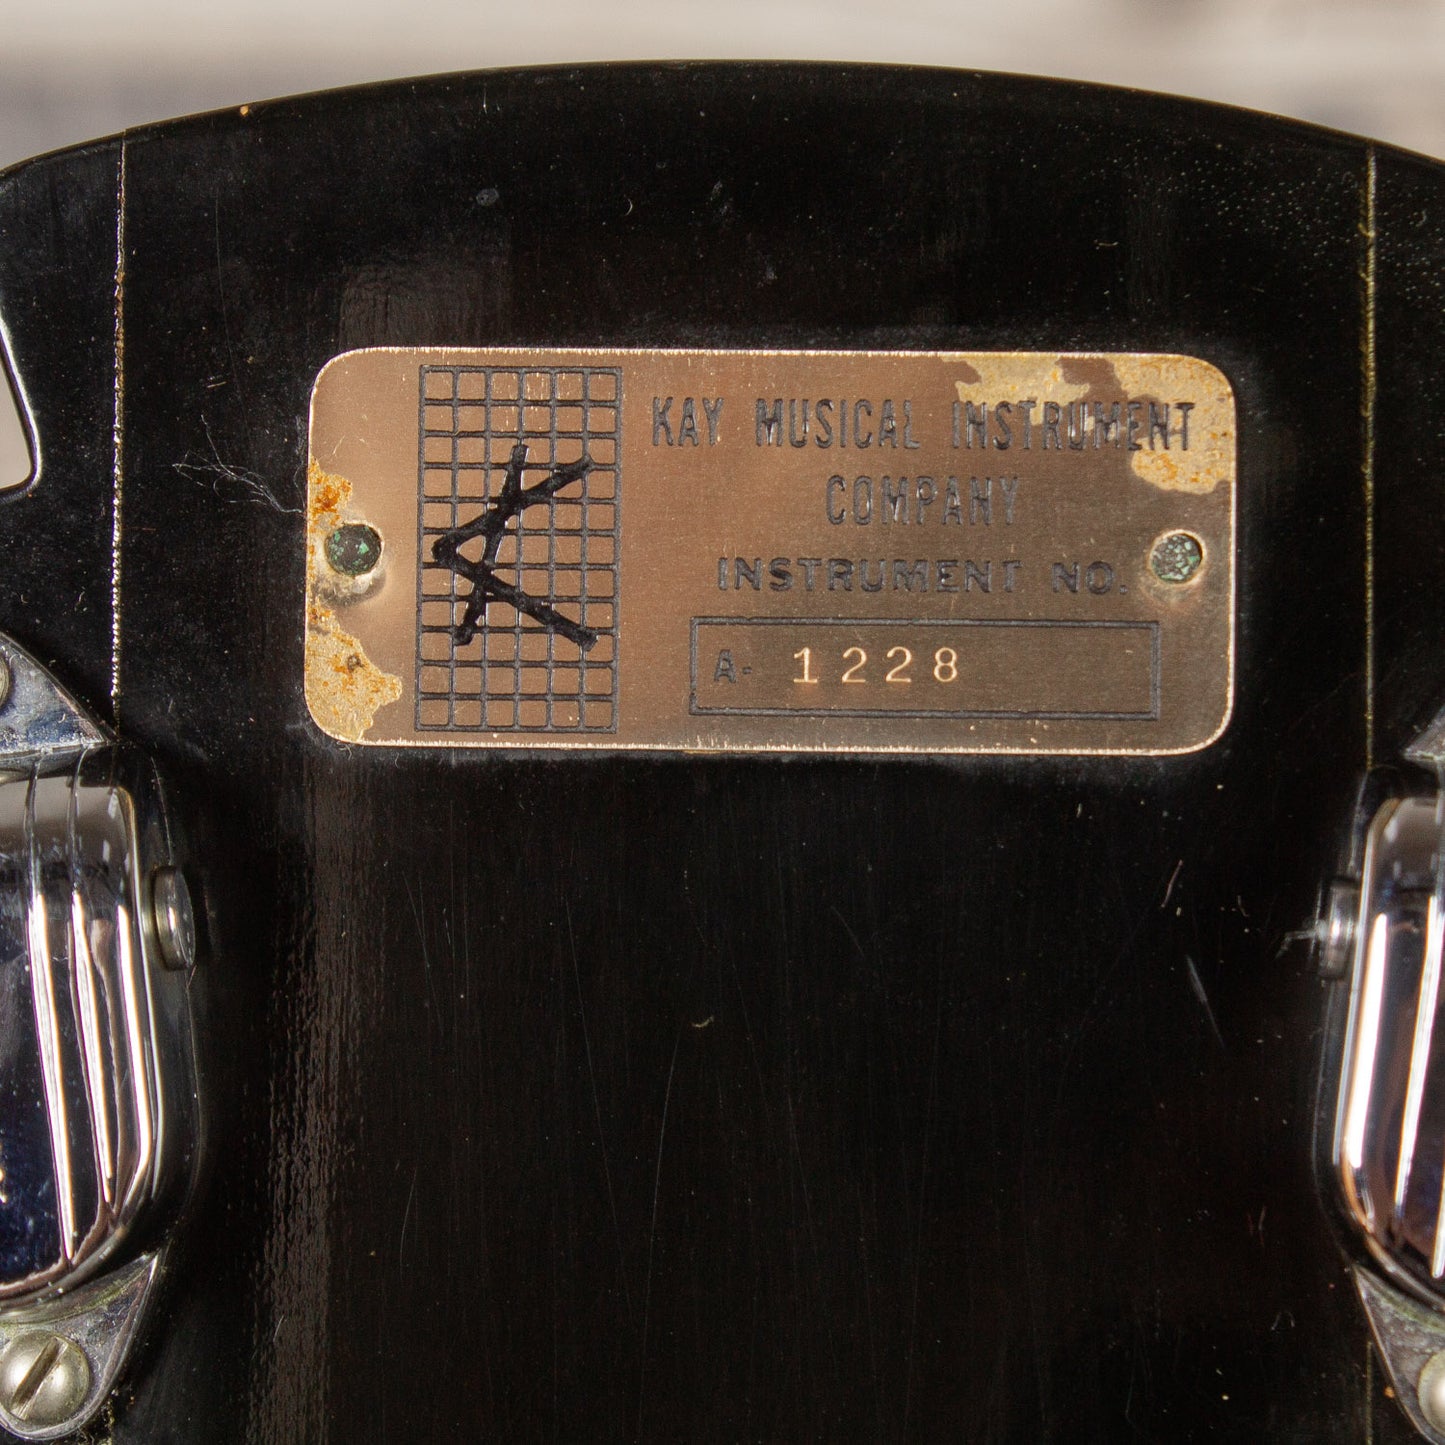 K
KAY MUSICAL INSTRUMENT
COMPANY
INSTRUMENT NO.
A- 1228